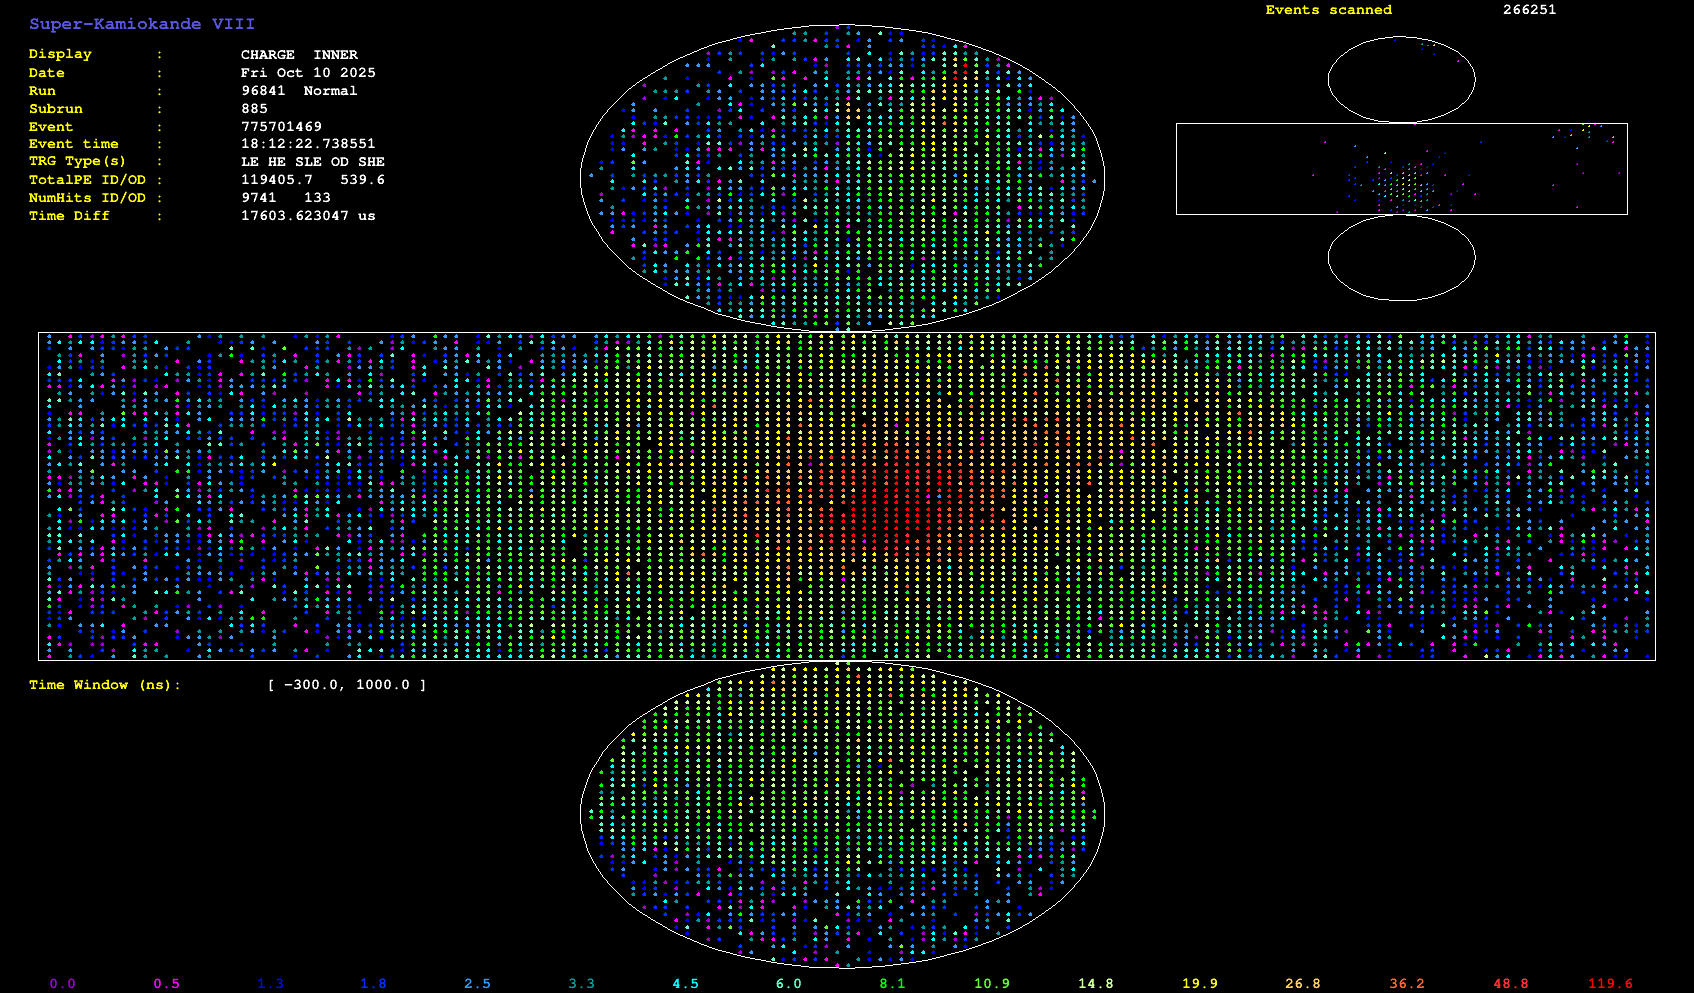 Super-Kamiokande VIII
Events scanned 266251
Display : CHARGE INNER
Date : Fri Oct 10 2025
Run : 96841 Normal
Subrun : 885
Event : 775701469
Event time : 18:12:22.738551
TRG Type(s) : LE HE SLE OD SHE
TotalPE ID/OD : 119405.7 539.6
NumHits ID/OD : 9741 133
Time Diff : 17603.623047 us
Time Window (ns): [ -300.0, 1000.0 ]
0.0 0.5 1.3 1.8 2.5 3.3 4.5 6.0 8.1 10.9 14.8 19.9 26.8 36.2 48.8 119.6